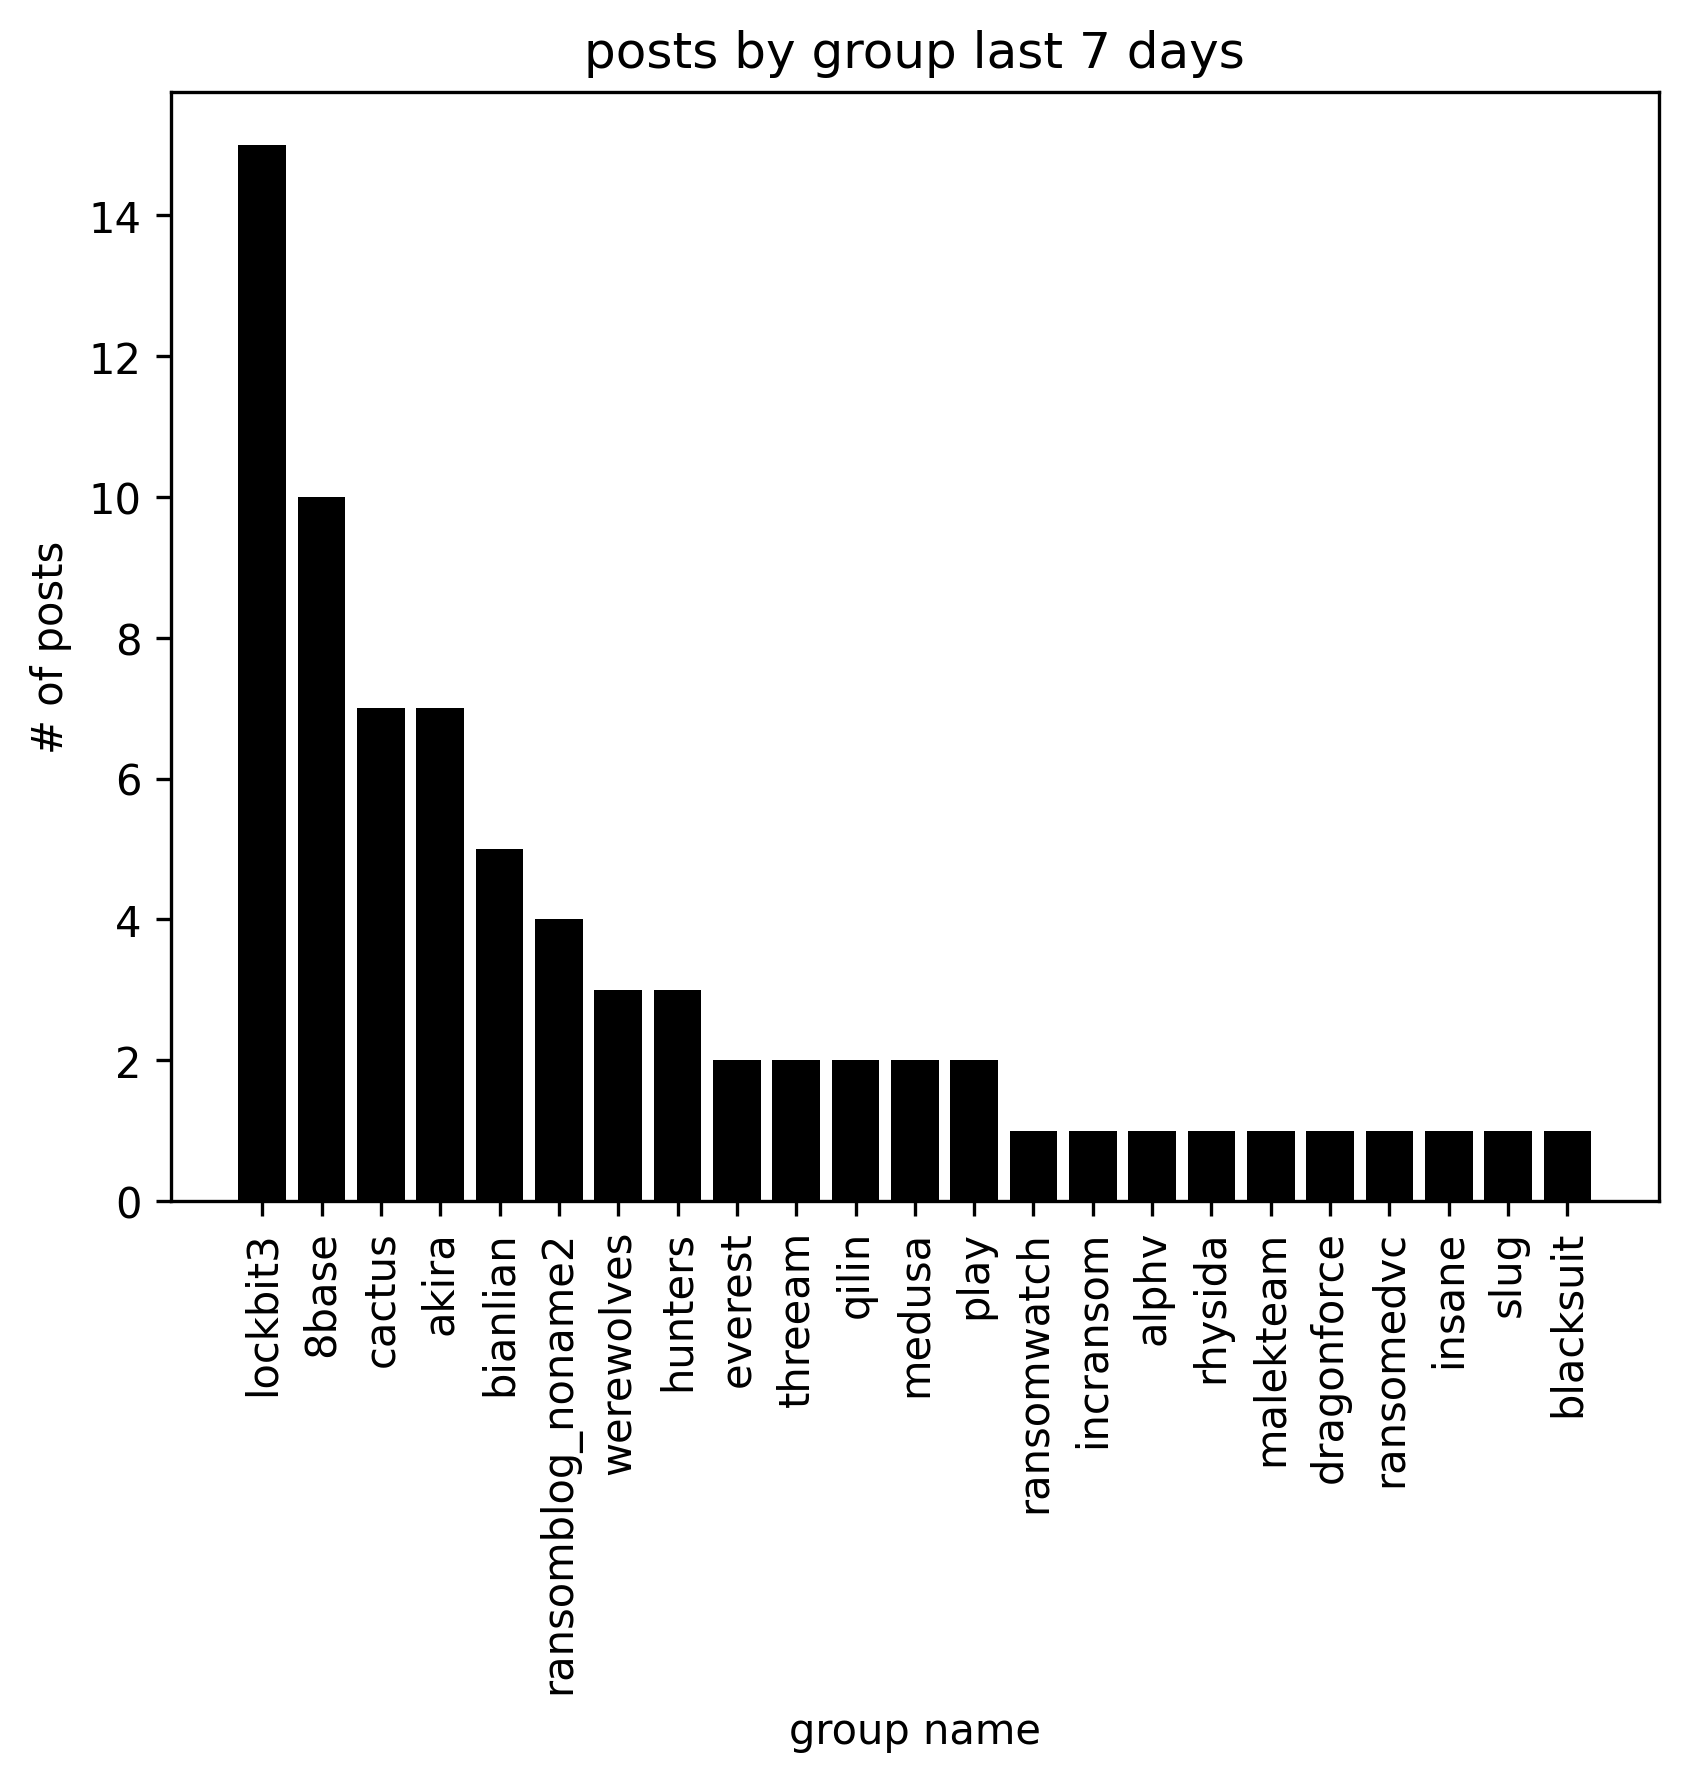 posts by group last 7 days
# of posts
14
12
10
8
6
4
2
0
lockbit3
8base
cactus
akira
bianlian
ransomblog_noname2
werewolves
hunters
everest
threeam
qilin
medusa
play
ransomwatch
incransom
alphv
rhysida
malekteam
dragonforce
ransomedvc
insane
slug
blacksuit
group name